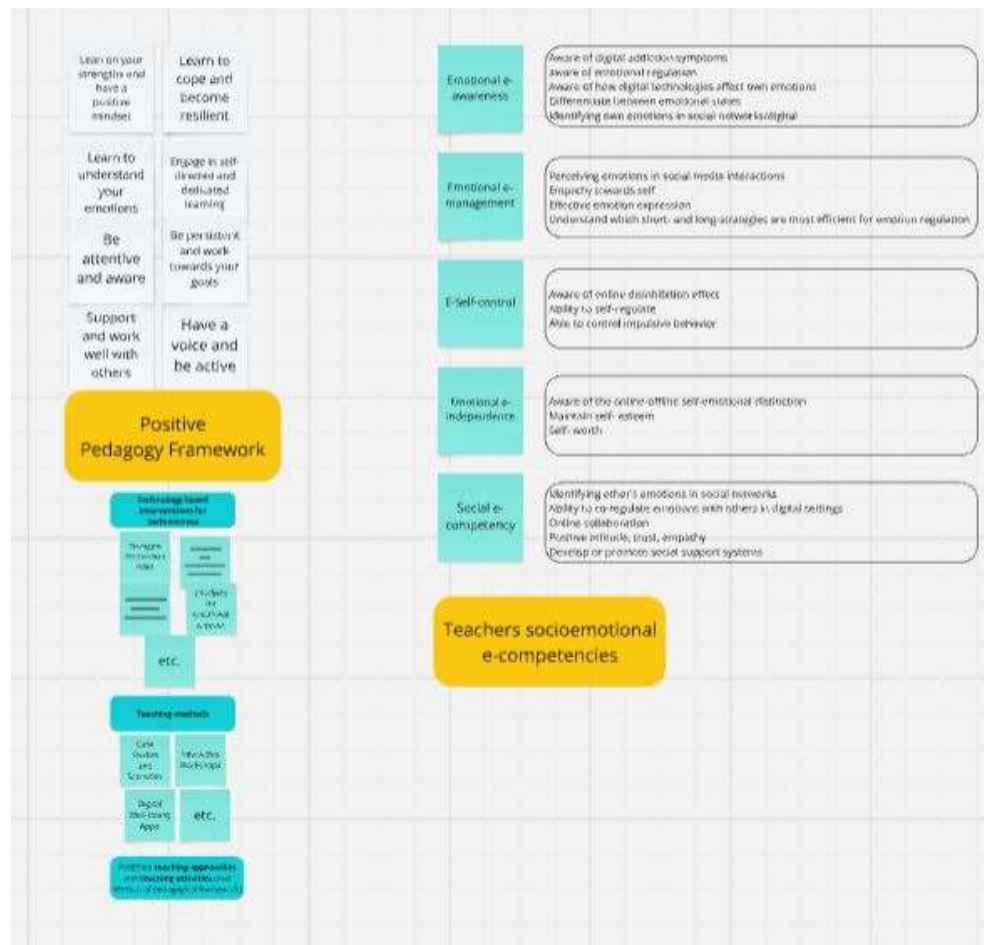 Lean on your
strengths and
have a
positive
mindset
Learn to
cope and
become
resilient
Learn to
understand
your
emotions
Engage in self-
directed and
dedicated
learning
Be
attentive
and aware
Be persistent
and work
towards your
goals
Support
and work
well with
others
Have a
voice and
be active
Positive
Pedagogy Framework
Technology based
interventions for
etc.
Teaching methods
Case
Studies
and
Scenarios
Interactive
Workshops
Digital
Well-being
Apps
etc.
teaching approaches
and teaching activities
Emotional e-
awareness
Aware of digital addiction symptoms
Aware of emotional regulation
Aware of how digital technologies affect own emotions
Differentiate between emotional states
Identifying own emotions in social networks/digital
Emotional e-
management
Perceiving emotions in social media interactions
Empathy towards self
Effective emotion expression
Understand which short- and long-strategies are most efficient for emotion regulation
E-Self-control
Aware of online disinhibition effect
Ability to self-regulate
Able to control impulsive behavior
Emotional e-
independence
Aware of the online-offline self-emotional distinction
Maintain self- esteem
Self- worth
Social e-
competency
Identifying other's emotions in social networks
Ability to co-regulate emotions with others in digital settings
Online collaboration
Positive attitude, trust, empathy
Develop or promote social support systems
Teachers socioemotional
e-competencies